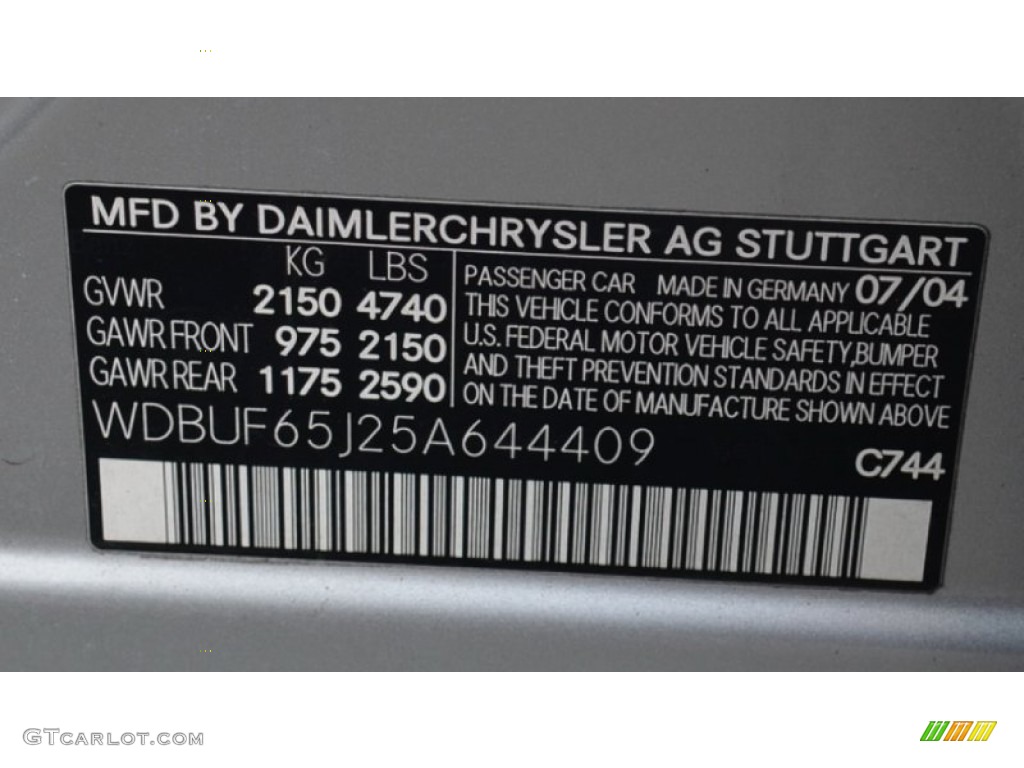 MFD BY DAIMLERCHRYSLER AG STUTTGART
KG LBS
GVWR 2150 4740
GAWR FRONT 975 2150
GAWR REAR 1175 2590
PASSENGER CAR MADE IN GERMANY 07/04
THIS VEHICLE CONFORMS TO ALL APPLICABLE
U.S. FEDERAL MOTOR VEHICLE SAFETY,BUMPER
AND THEFT PREVENTION STANDARDS IN EFFECT
ON THE DATE OF MANUFACTURE SHOWN ABOVE
WDBUF65J25A644409
C744
GTCARLOT.COM